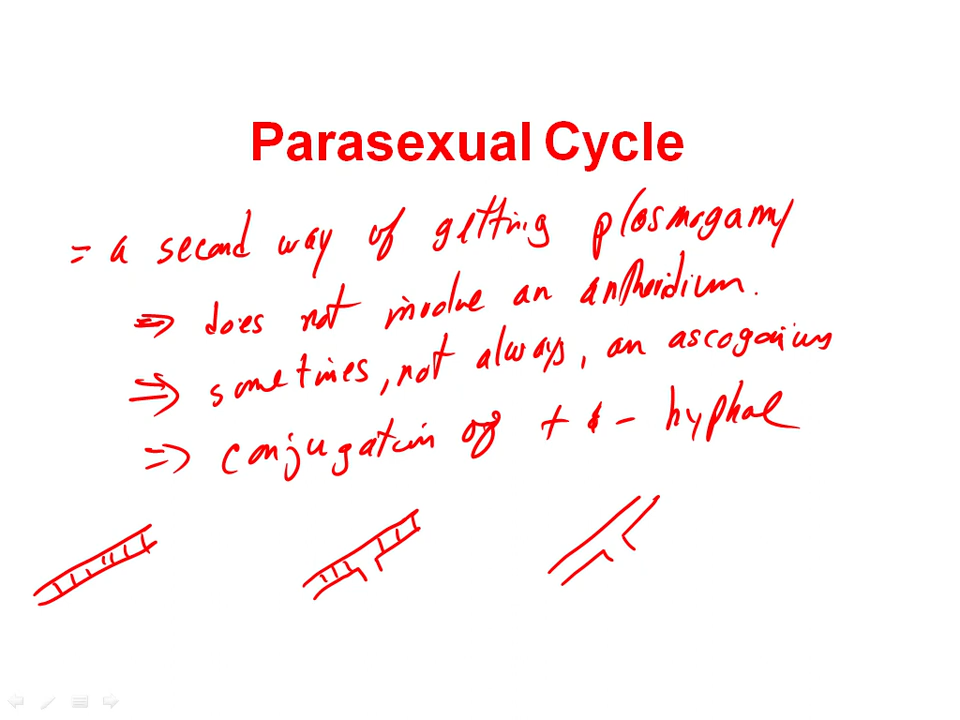 Parasexual Cycle
= a second way of getting plasmogamy
⇒ does not involve an antheridium.
⇒ sometimes, not always, an ascogonium
⇒ conjugation of + & - hyphae